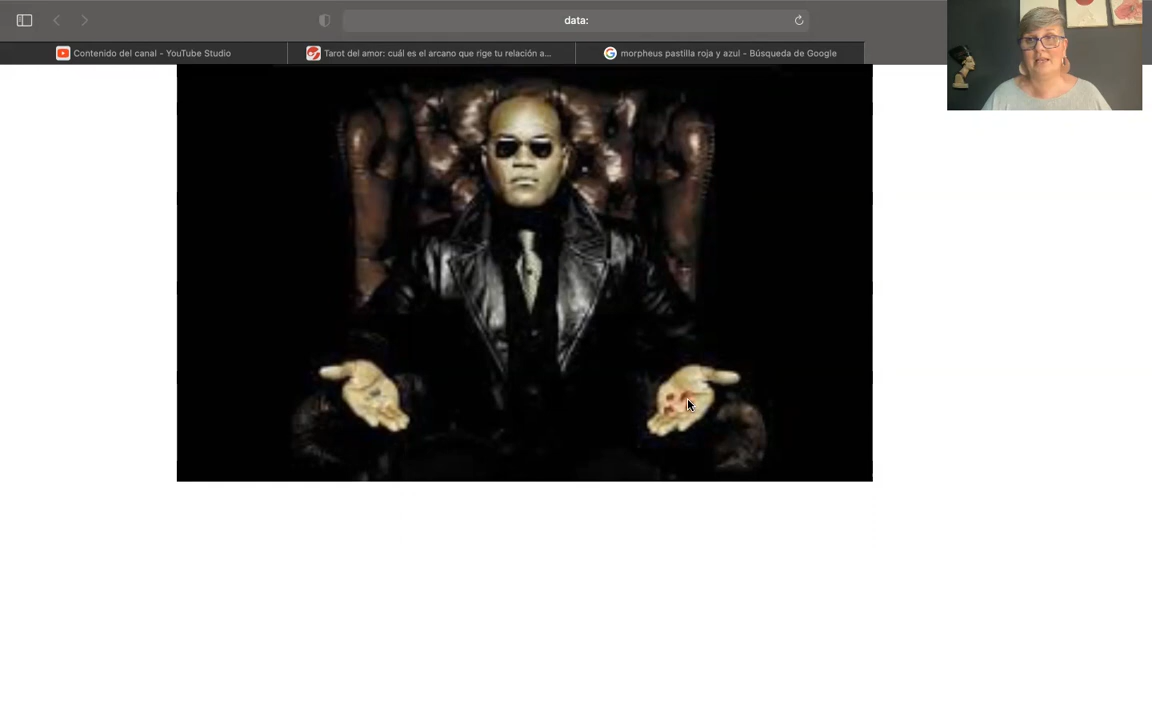 data:
Contenido del canal - YouTube Studio
Tarot del amor: cuál es el arcano que rige tu relación a...
morpheus pastilla roja y azul - Búsqueda de Google